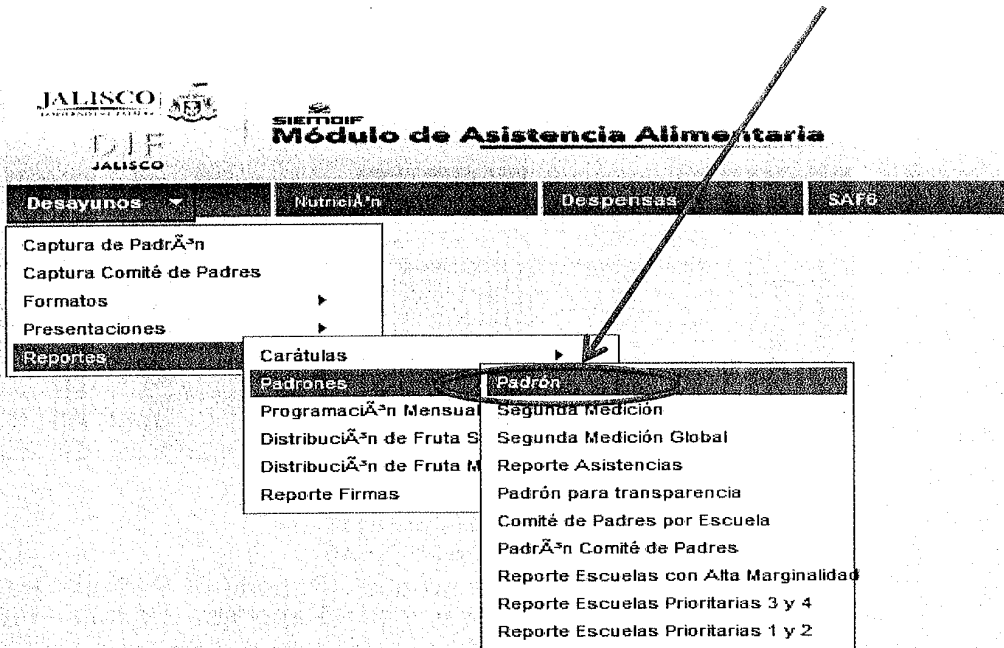 JALISCO
DIF
JALISCO
SIEMDIF
Módulo de Asistencia Alimentaria
Desayunos
NutriciÃ³n
Despensas
SAF6
Captura de PadrÃ³n
Captura Comité de Padres
Formatos
Presentaciones
Reportes
Carátulas
Padrones
ProgramaciÃ³n Mensual
DistribuciÃ³n de Fruta S
DistribuciÃ³n de Fruta M
Reporte Firmas
Padrón
Segunda Medición
Segunda Medición Global
Reporte Asistencias
Padrón para transparencia
Comité de Padres por Escuela
PadrÃ³n Comité de Padres
Reporte Escuelas con Alta Marginalidad
Reporte Escuelas Prioritarias 3 y 4
Reporte Escuelas Prioritarias 1 y 2